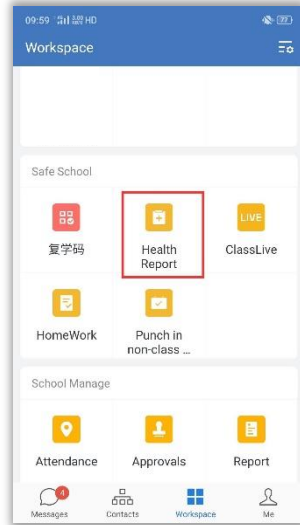 09:59
HD
77
Workspace
Safe School
LIVE
复学码
Health
Report
ClassLive
HomeWork
Punch in
non-class ...
School Manage
Attendance
Approvals
Report
4
Messages
Contacts
Workspace
Me